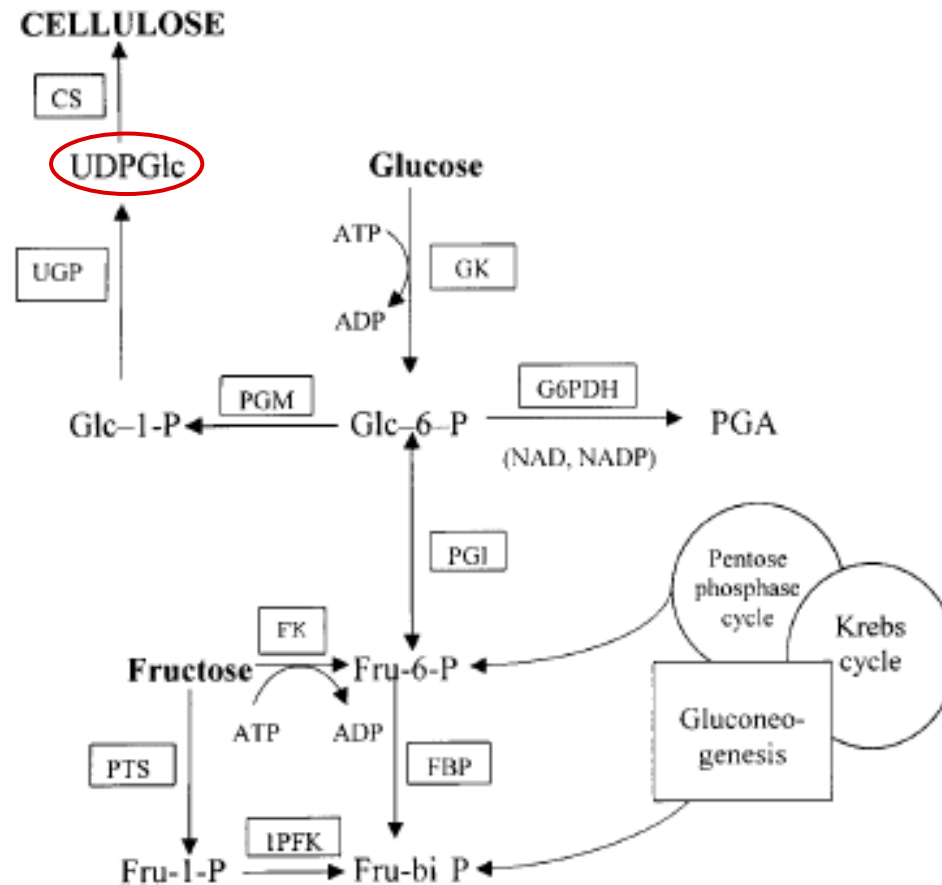 CELLULOSE
CS
UDPGlc
Glucose
ATP
UGP
GK
ADP
PGM
G6PDH
Glc-1-P
Glc-6-P
PGA
(NAD, NADP)
PGI
Pentose
phosphase
cycle
Krebs
cycle
FK
Fructose
Fru-6-P
ATP
ADP
Gluconeo-
genesis
PTS
FBP
1PFK
Fru-1-P
Fru-bi P